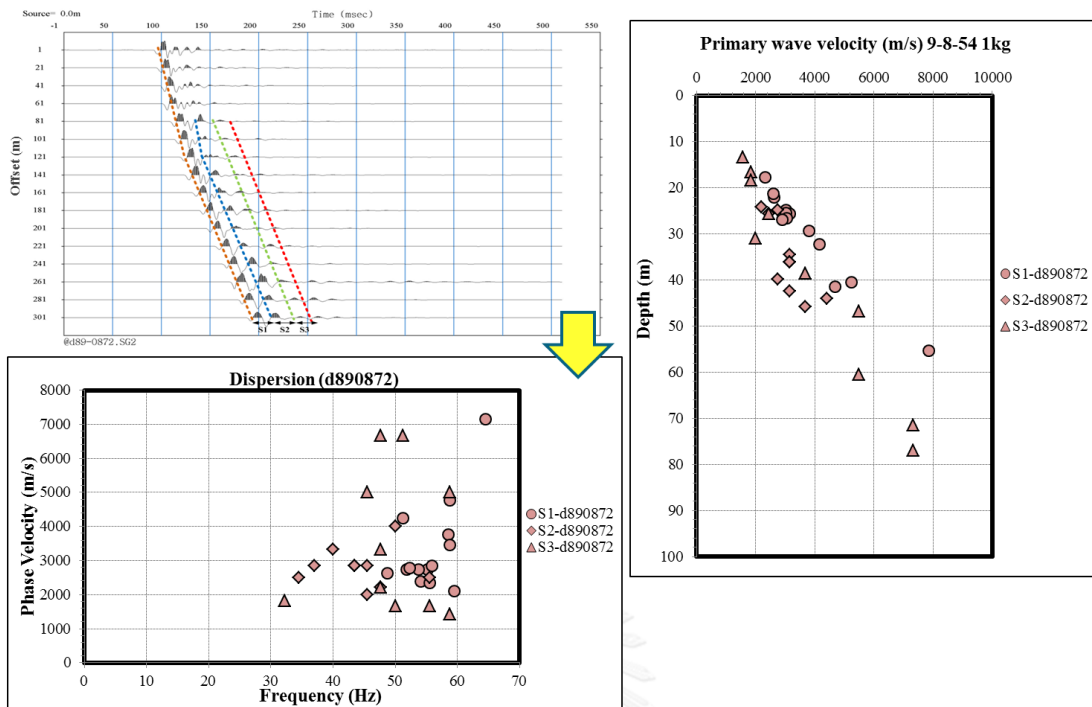 Source= 0.0m
Time (msec)
-1 50 100 150 200 250 300 350 400 450 500 550
Offset (m)
1
21
41
61
81
101
121
141
161
181
201
221
241
261
281
301
S1 S2 S3
@d89-0872.SG2
Primary wave velocity (m/s) 9-8-54 1kg
0 2000 4000 6000 8000 10000
Depth (m)
0
10
20
30
40
50
60
70
80
90
100
S1-d890872
S2-d890872
S3-d890872
Dispersion (d890872)
Phase Velocity (m/s)
8000
7000
6000
5000
4000
3000
2000
1000
0
S1-d890872
S2-d890872
S3-d890872
0 10 20 30 40 50 60 70
Frequency (Hz)